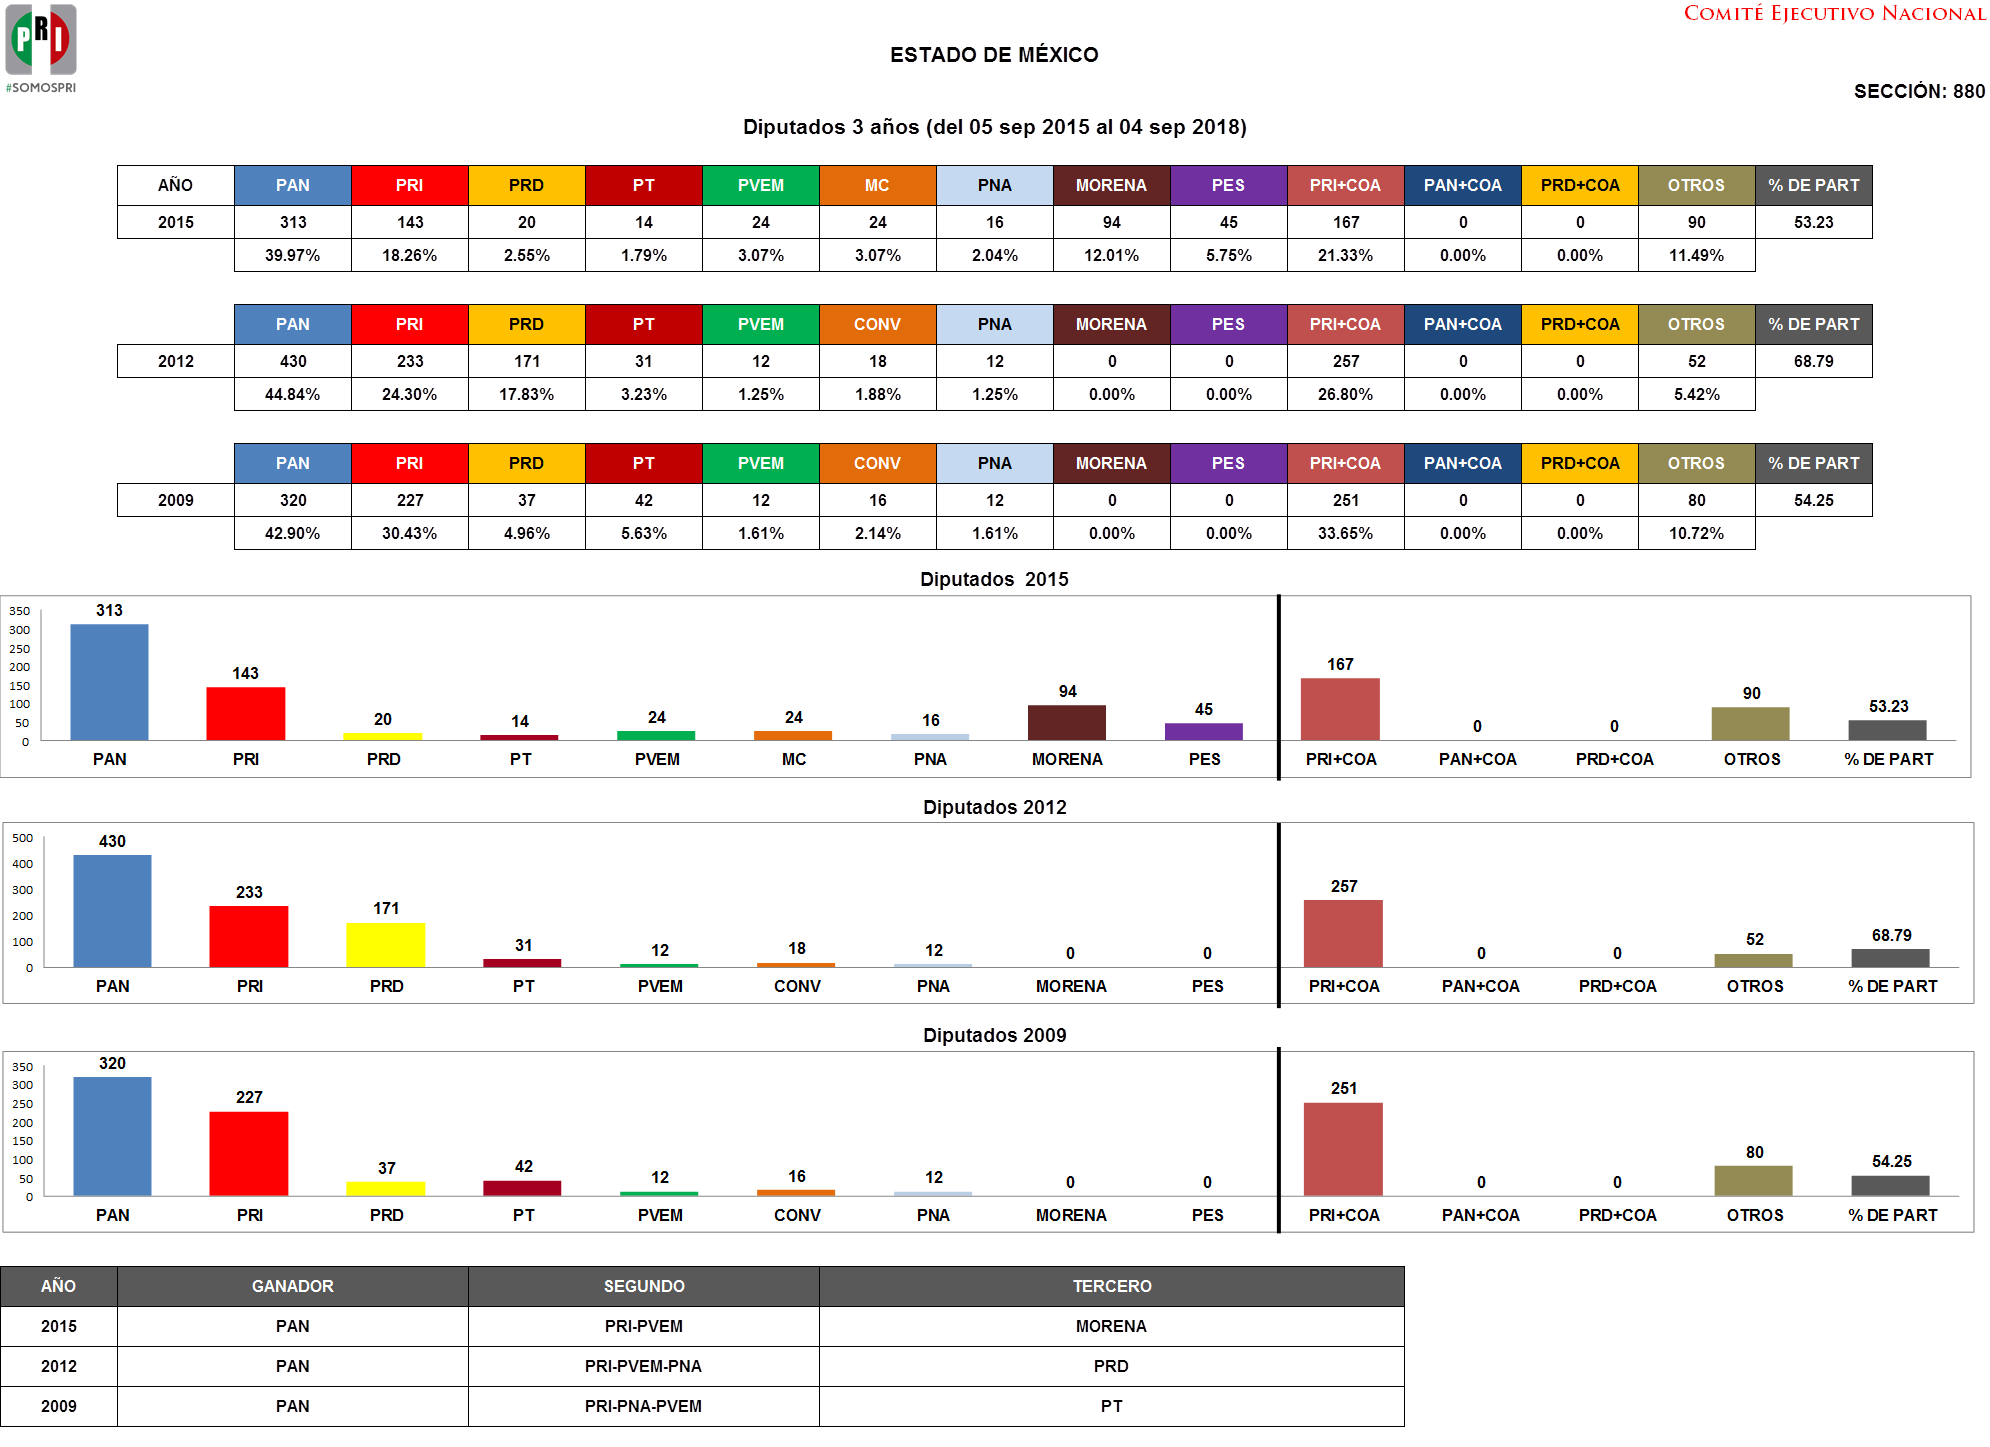 PRI
#SOMOSPRI
COMITÉ EJECUTIVO NACIONAL
ESTADO DE MÉXICO
SECCIÓN: 880
Diputados 3 años (del 05 sep 2015 al 04 sep 2018)
AÑO PAN PRI PRD PT PVEM MC PNA MORENA PES PRI+COA PAN+COA PRD+COA OTROS % DE PART
2015 313 143 20 14 24 24 16 94 45 167 0 0 90 53.23
39.97% 18.26% 2.55% 1.79% 3.07% 3.07% 2.04% 12.01% 5.75% 21.33% 0.00% 0.00% 11.49%
PAN PRI PRD PT PVEM CONV PNA MORENA PES PRI+COA PAN+COA PRD+COA OTROS % DE PART
2012 430 233 171 31 12 18 12 0 0 257 0 0 52 68.79
44.84% 24.30% 17.83% 3.23% 1.25% 1.88% 1.25% 0.00% 0.00% 26.80% 0.00% 0.00% 5.42%
PAN PRI PRD PT PVEM CONV PNA MORENA PES PRI+COA PAN+COA PRD+COA OTROS % DE PART
2009 320 227 37 42 12 16 12 0 0 251 0 0 80 54.25
42.90% 30.43% 4.96% 5.63% 1.61% 2.14% 1.61% 0.00% 0.00% 33.65% 0.00% 0.00% 10.72%
Diputados 2015
350
300
250
200
150
100
50
0
313 143 20 14 24 24 16 94 45 167 0 0 90 53.23
PAN PRI PRD PT PVEM MC PNA MORENA PES PRI+COA PAN+COA PRD+COA OTROS % DE PART
Diputados 2012
500
400
300
200
100
0
430 233 171 31 12 18 12 0 0 257 0 0 52 68.79
PAN PRI PRD PT PVEM CONV PNA MORENA PES PRI+COA PAN+COA PRD+COA OTROS % DE PART
Diputados 2009
350
300
250
200
150
100
50
0
320 227 37 42 12 16 12 0 0 251 0 0 80 54.25
PAN PRI PRD PT PVEM CONV PNA MORENA PES PRI+COA PAN+COA PRD+COA OTROS % DE PART
AÑO GANADOR SEGUNDO TERCERO
2015 PAN PRI-PVEM MORENA
2012 PAN PRI-PVEM-PNA PRD
2009 PAN PRI-PNA-PVEM PT